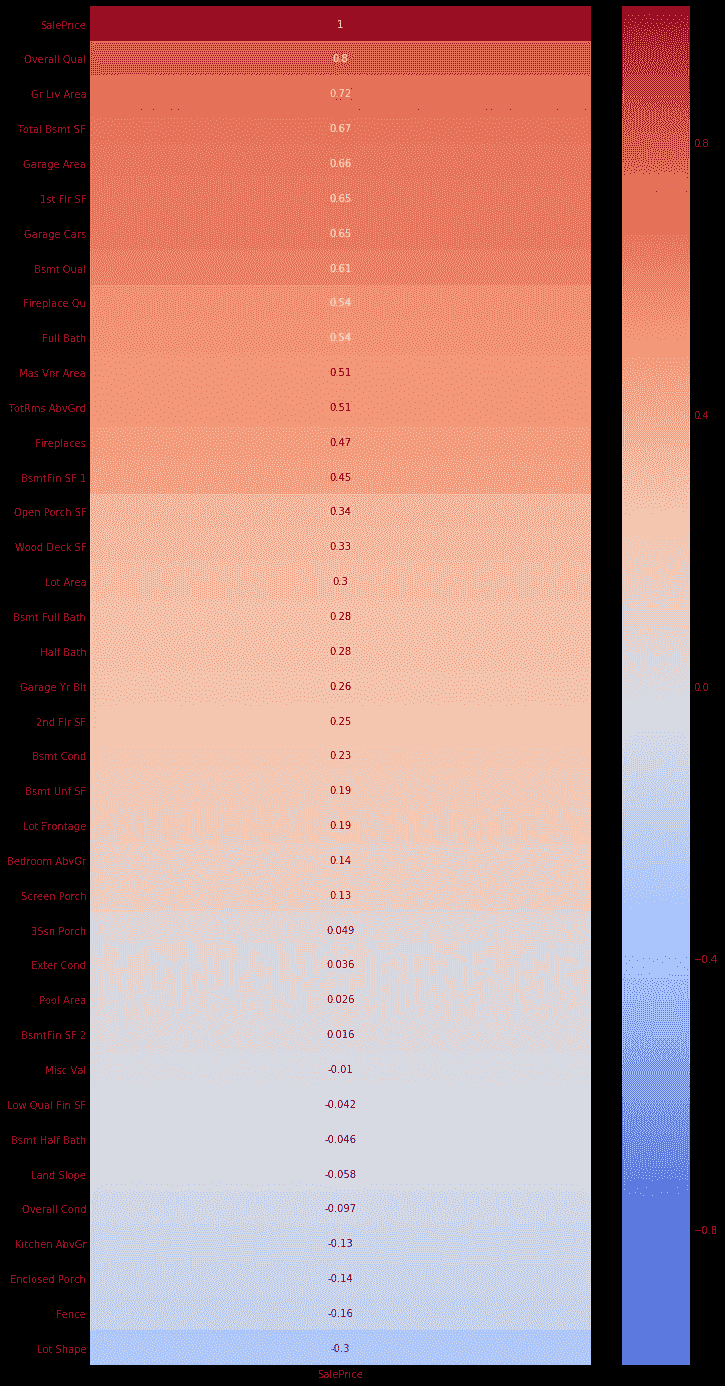 SalePrice 1
Overall Qual 0.8
Gr Liv Area 0.72
Total Bsmt SF 0.67
Garage Area 0.66
1st Flr SF 0.65
Garage Cars 0.65
Bsmt Qual 0.61
Fireplace Qu 0.54
Full Bath 0.54
Mas Vnr Area 0.51
TotRms AbvGrd 0.51
Fireplaces 0.47
BsmtFin SF 1 0.45
Open Porch SF 0.34
Wood Deck SF 0.33
Lot Area 0.3
Bsmt Full Bath 0.28
Half Bath 0.28
Garage Yr Blt 0.26
2nd Flr SF 0.25
Bsmt Cond 0.23
Bsmt Unf SF 0.19
Lot Frontage 0.19
Bedroom AbvGr 0.14
Screen Porch 0.13
3Ssn Porch 0.049
Exter Cond 0.036
Pool Area 0.026
BsmtFin SF 2 0.016
Misc Val -0.01
Low Qual Fin SF -0.042
Bsmt Half Bath -0.046
Land Slope -0.058
Overall Cond -0.097
Kitchen AbvGr -0.13
Enclosed Porch -0.14
Fence -0.16
Lot Shape -0.3
SalePrice
0.8
0.4
0.0
−0.4
−0.8